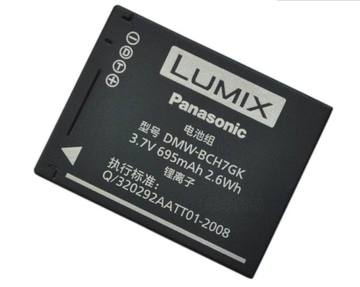 LUMIX
Panasonic
电池组
型号: DMW-BCH7GK
3.7V 695mAh 2.6Wh
锂离子
执行标准:
Q/320292AATT01-2008